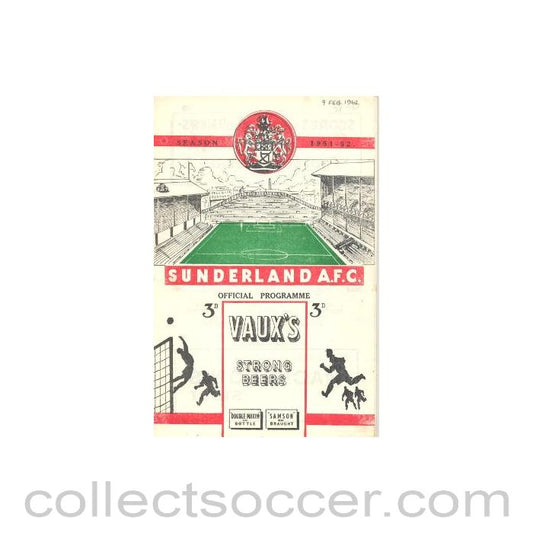 9 FEB 1952
SEASON 1951-52
SUNDERLAND A.F.C.
OFFICIAL PROGRAMME
3D 3D
VAUX'S
STRONG
BEERS
DOUBLE MAXIM "SAMSON"
BOTTLE DRAUGHT
collectsoccer.com